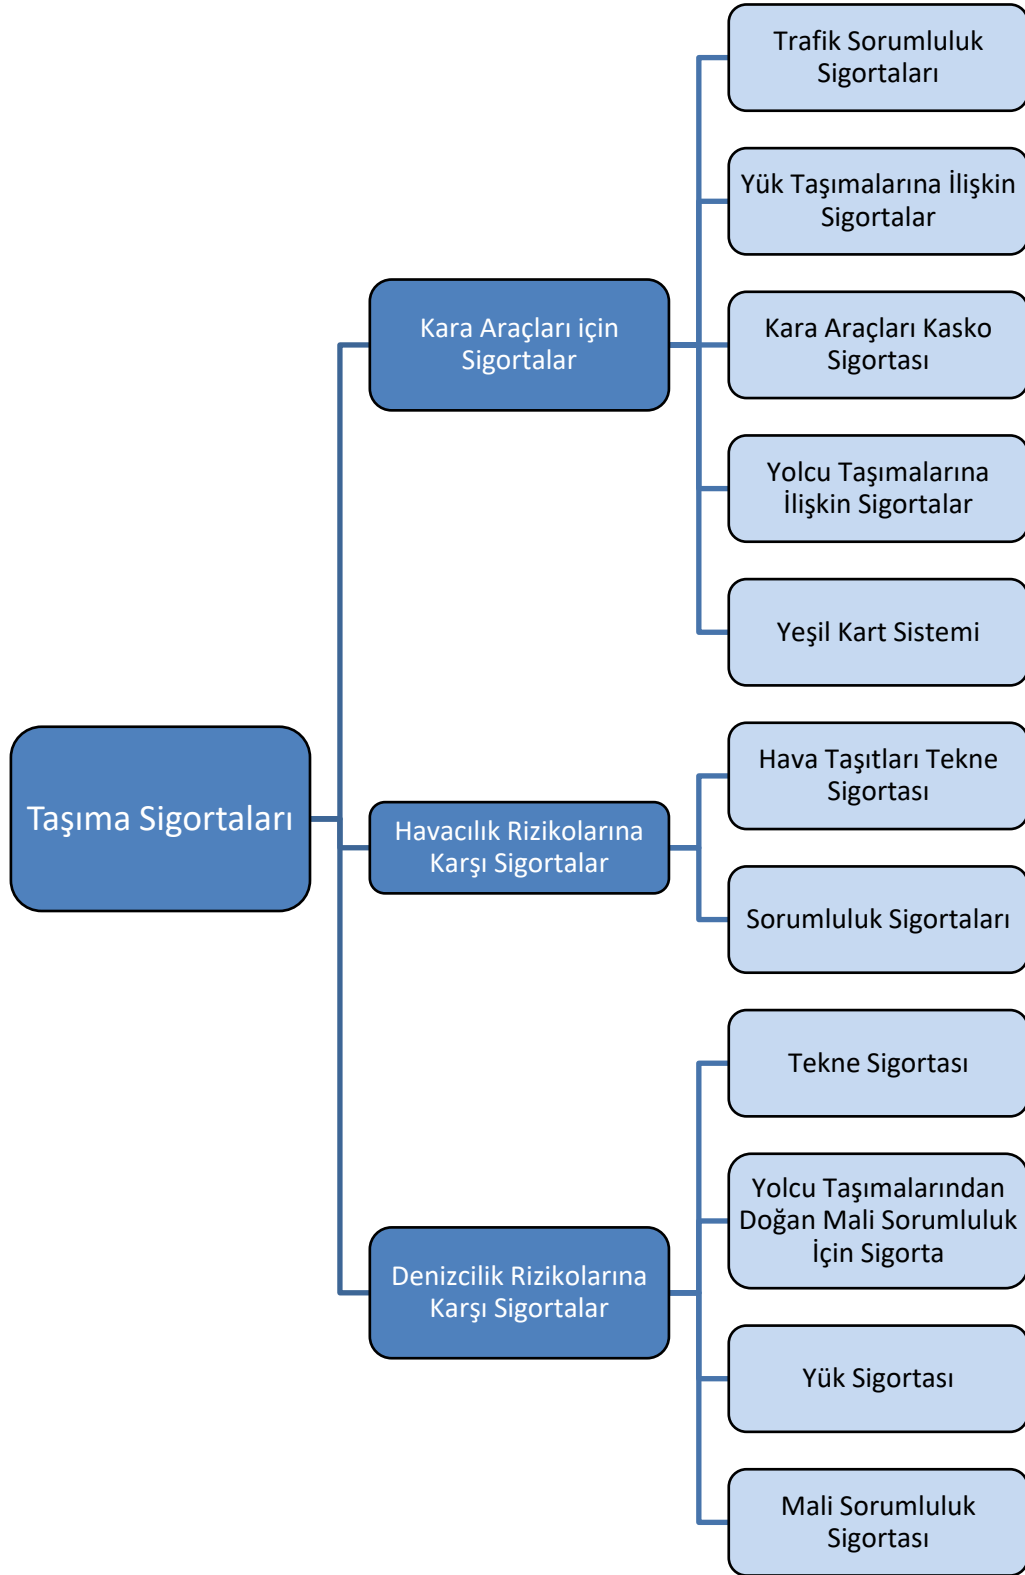 Taşıma Sigortaları
Kara Araçları için
Sigortalar
Trafik Sorumluluk
Sigortaları
Yük Taşımalarına İlişkin
Sigortalar
Kara Araçları Kasko
Sigortası
Yolcu Taşımalarına
İlişkin Sigortalar
Yeşil Kart Sistemi
Havacılık Rizikolarına
Karşı Sigortalar
Hava Taşıtları Tekne
Sigortası
Sorumluluk Sigortaları
Denizcilik Rizikolarına
Karşı Sigortalar
Tekne Sigortası
Yolcu Taşımalarından
Doğan Mali Sorumluluk
İçin Sigorta
Yük Sigortası
Mali Sorumluluk
Sigortası